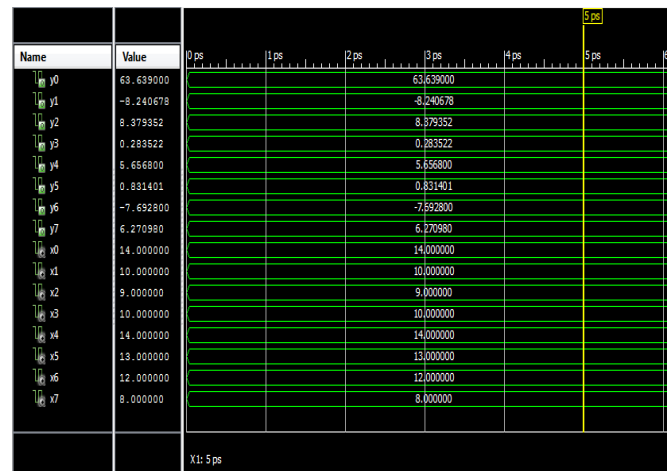 5 ps
Name Value 0 ps 1 ps 2 ps 3 ps 4 ps 5 ps 6
y0 63.639000 63.639000
y1 -8.240678 -8.240678
y2 8.379352 8.379352
y3 0.283522 0.283522
y4 5.656800 5.656800
y5 0.831401 0.831401
y6 -7.692800 -7.692800
y7 6.270980 6.270980
x0 14.000000 14.000000
x1 10.000000 10.000000
x2 9.000000 9.000000
x3 10.000000 10.000000
x4 14.000000 14.000000
x5 13.000000 13.000000
x6 12.000000 12.000000
x7 8.000000 8.000000
X1: 5 ps